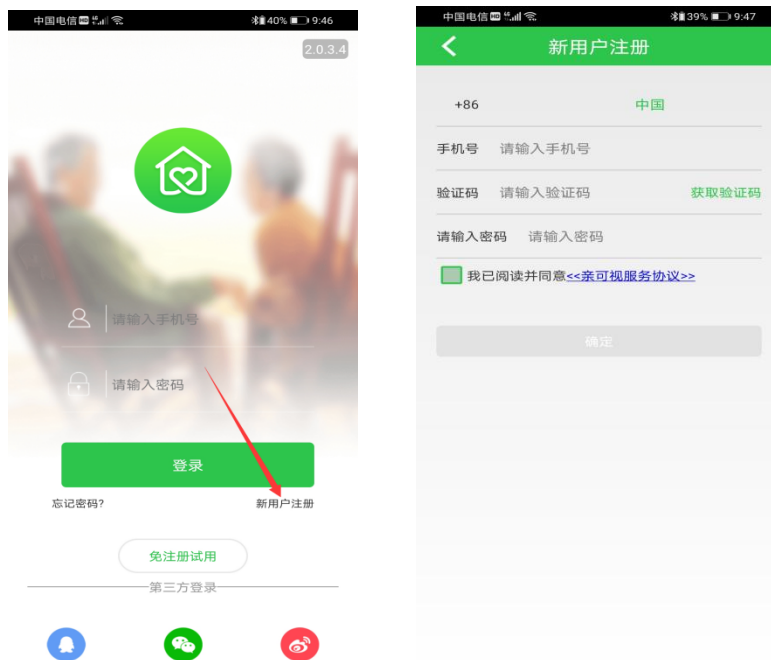 中国电信 HD 46 40% 9:46
2.0.3.4
请输入手机号
请输入密码
登录
忘记密码? 新用户注册
免注册试用
第三方登录
中国电信 HD 46 39% 9:47
新用户注册
+86 中国
手机号 请输入手机号
验证码 请输入验证码 获取验证码
请输入密码 请输入密码
我已阅读并同意<<亲可视服务协议>>
确定